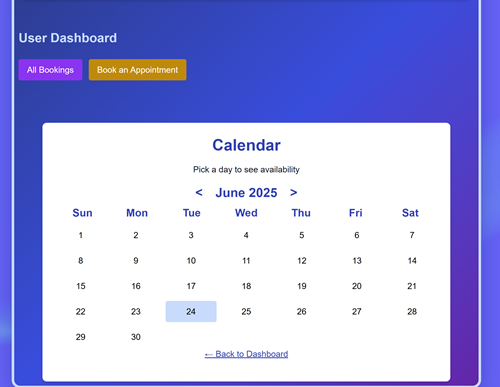 User Dashboard
All Bookings Book an Appointment
Calendar
Pick a day to see availability
< June 2025 >
Sun Mon Tue Wed Thu Fri Sat
1 2 3 4 5 6 7
8 9 10 11 12 13 14
15 16 17 18 19 20 21
22 23 24 25 26 27 28
29 30
← Back to Dashboard